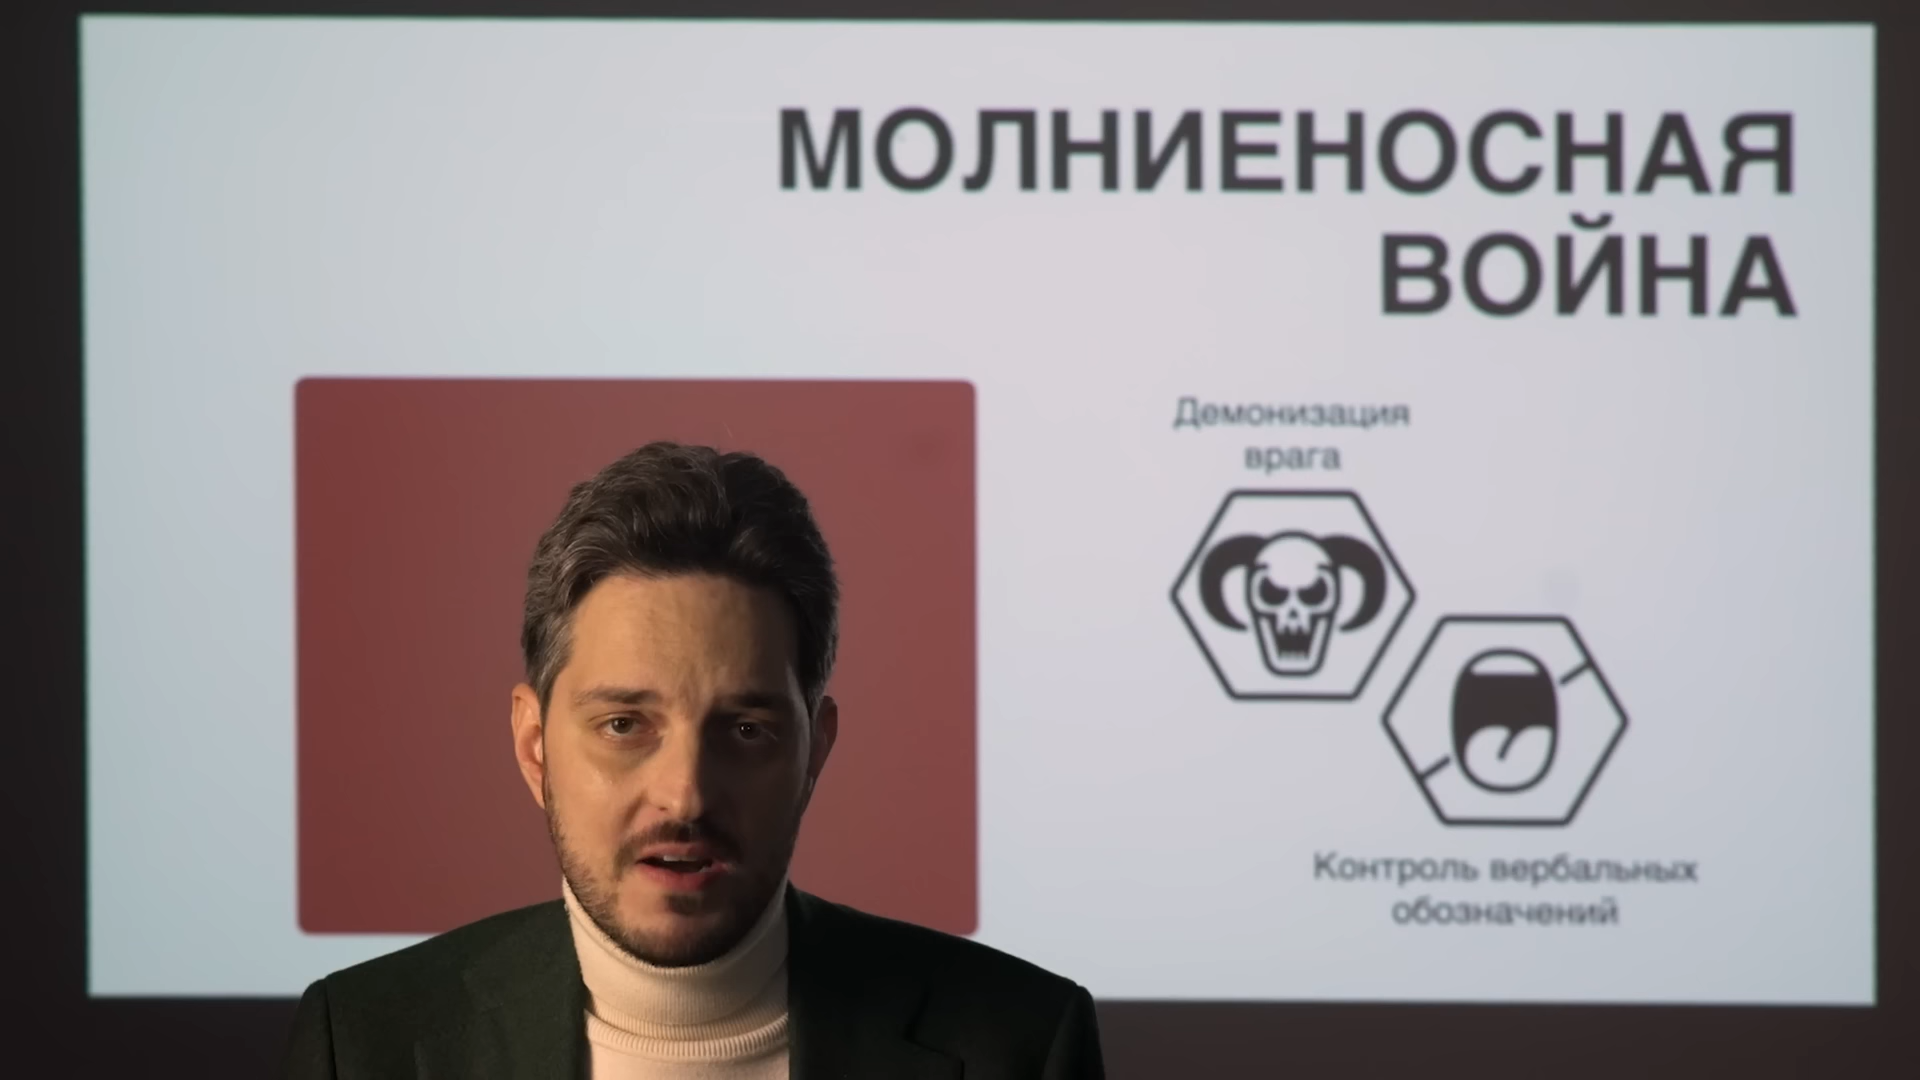 МОЛНИЕНОСНАЯ
ВОЙНА
Демонизация
врага
Контроль вербальных
обозначений